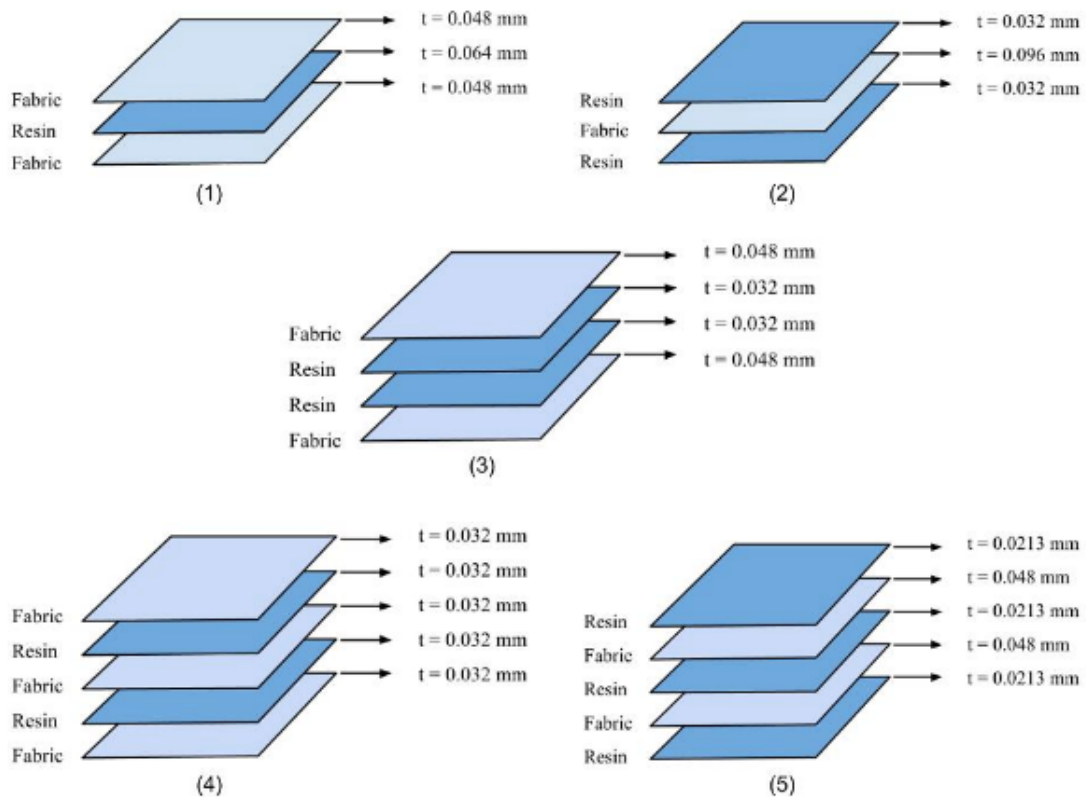 t = 0.048 mm
t = 0.064 mm
t = 0.048 mm
Fabric
Resin
Fabric
(1)
t = 0.032 mm
t = 0.096 mm
t = 0.032 mm
Resin
Fabric
Resin
(2)
t = 0.048 mm
t = 0.032 mm
t = 0.032 mm
t = 0.048 mm
Fabric
Resin
Resin
Fabric
(3)
t = 0.032 mm
t = 0.032 mm
t = 0.032 mm
t = 0.032 mm
t = 0.032 mm
Fabric
Resin
Fabric
Resin
Fabric
(4)
t = 0.0213 mm
t = 0.048 mm
t = 0.0213 mm
t = 0.048 mm
t = 0.0213 mm
Resin
Fabric
Resin
Fabric
Resin
(5)